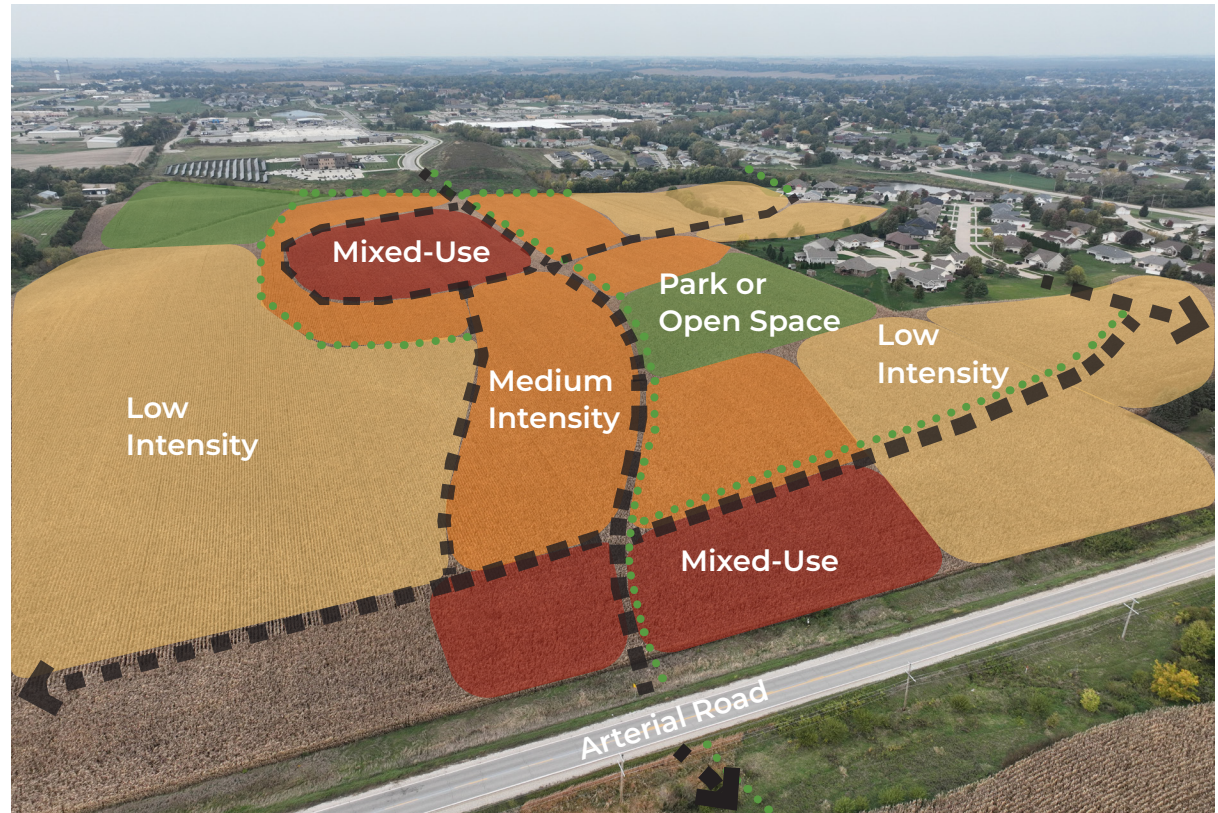 Mixed-Use
Park or
Open Space
Low
Intensity
Medium
Intensity
Low
Intensity
Mixed-Use
Arterial Road